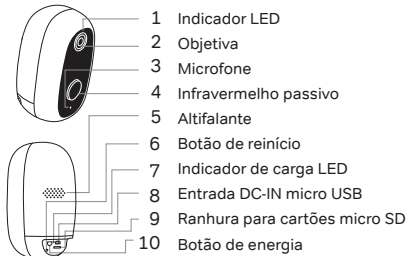 1 Indicador LED
2 Objetiva
3 Microfone
4 Infravermelho passivo
5 Altifalante
6 Botão de reinício
7 Indicador de carga LED
8 Entrada DC-IN micro USB
9 Ranhura para cartões micro SD
10 Botão de energia